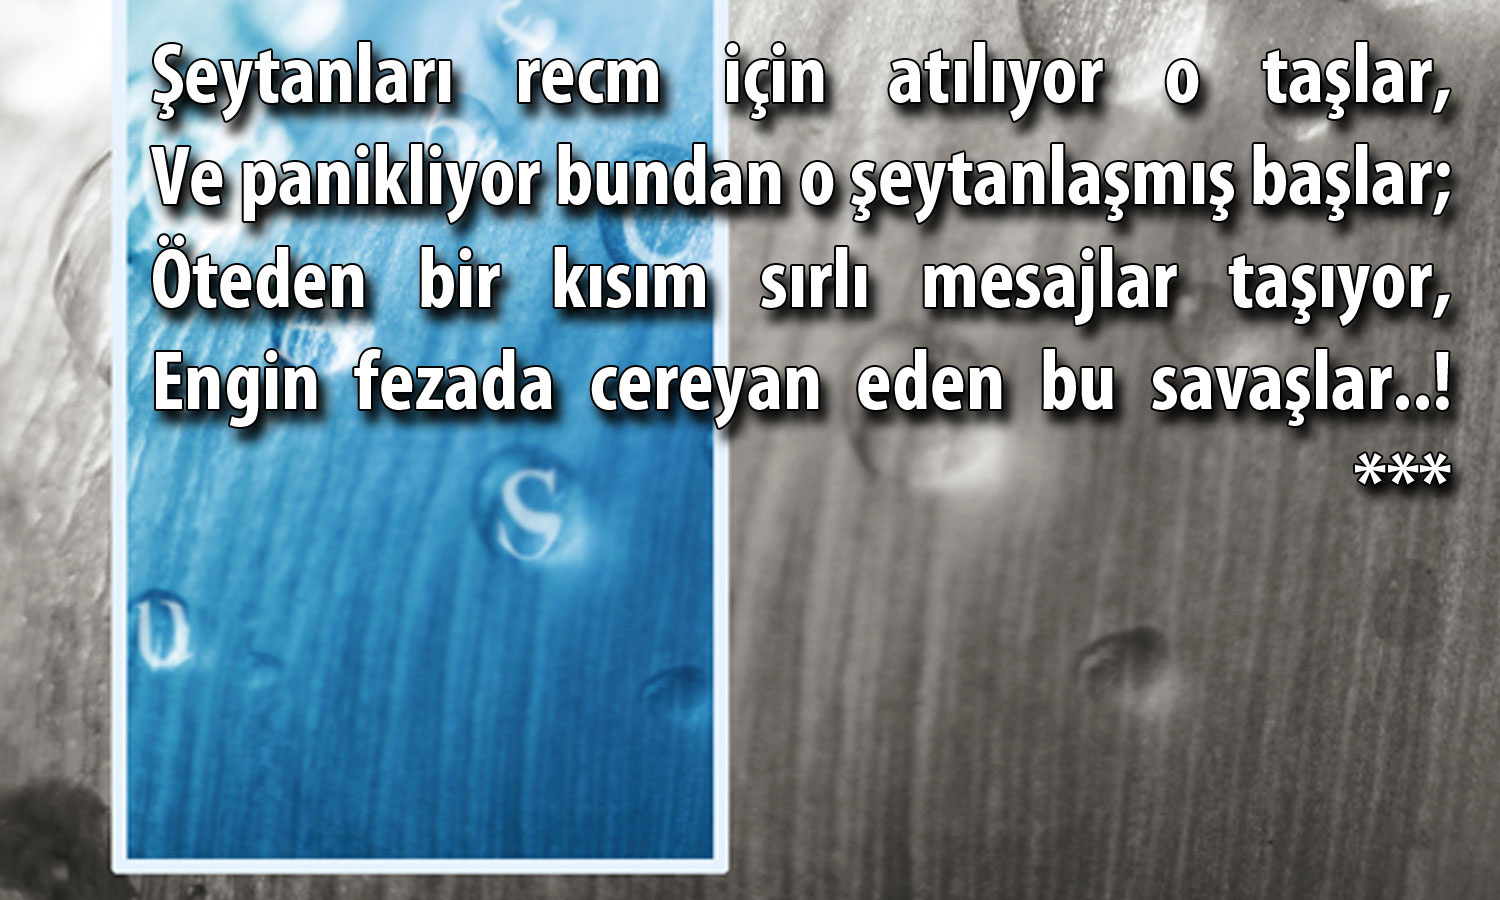 Şeytanları recm için atılıyor o taşlar,
Ve panikliyor bundan o şeytanlaşmış başlar;
Öteden bir kısım sırlı mesajlar taşıyor,
Engin fezada cereyan eden bu savaşlar..!
***
S